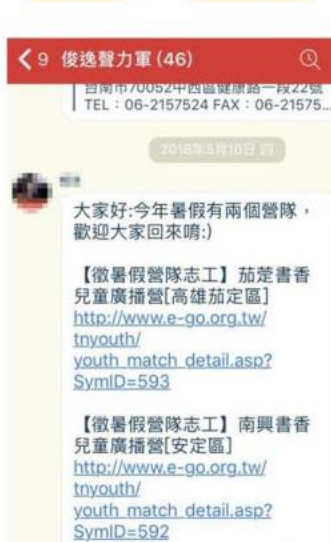 9 俊逸聲力軍 (46)
台南市70052中西區健康路一段22號
TEL：06-2157524 FAX：06-21575...
2018年5月10日 四
大家好:今年暑假有兩個營隊，
歡迎大家回來唷:)
【徵暑假營隊志工】茄萣書香
兒童廣播營[高雄茄定區]
http://www.e-go.org.tw/
tnyouth/
youth_match_detail.asp?
SymID=593
【徵暑假營隊志工】南興書香
兒童廣播營[安定區]
http://www.e-go.org.tw/
tnyouth/
youth_match_detail.asp?
SymID=592